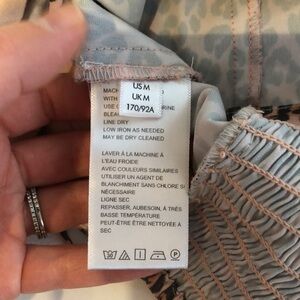 US M
UK M
170/92A
MACH
WITH
USE
BLEA
LINE DRY
LOW IRON AS NEEDED
MAY BE DRY CLEANED
LAVER À LA MACHINE À
L'EAU FROIDE
AVEC COULEURS SIMILAIRES
UTILISER UN AGENT DE
BLANCHIMENT SANS CHLORE SI
NÉCESSAIRE
LIGNE SEC
REPASSER, AUBESOIN, À TRÈS
BASSE TEMPÉRATURE
PEUT-ÊTRE ÊTRE NETTOYÉE À
SEC